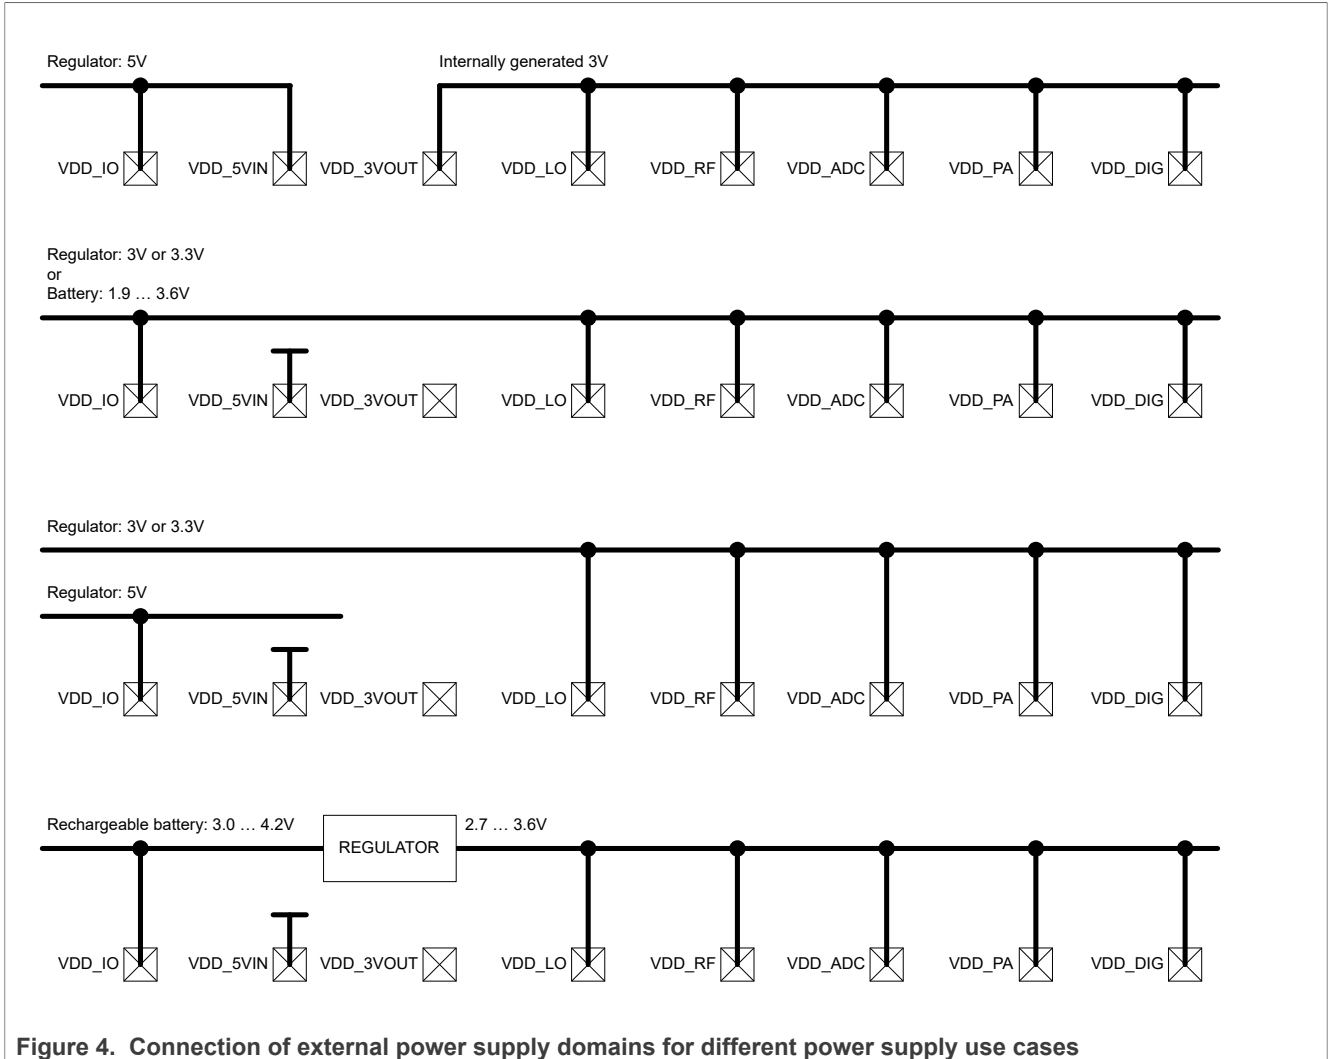 Regulator: 5V
Internally generated 3V
VDD_IO VDD_5VIN VDD_3VOUT VDD_LO VDD_RF VDD_ADC VDD_PA VDD_DIG
Regulator: 3V or 3.3V
or
Battery: 1.9 … 3.6V
VDD_IO VDD_5VIN VDD_3VOUT VDD_LO VDD_RF VDD_ADC VDD_PA VDD_DIG
Regulator: 3V or 3.3V
Regulator: 5V
VDD_IO VDD_5VIN VDD_3VOUT VDD_LO VDD_RF VDD_ADC VDD_PA VDD_DIG
Rechargeable battery: 3.0 … 4.2V
REGULATOR
2.7 … 3.6V
VDD_IO VDD_5VIN VDD_3VOUT VDD_LO VDD_RF VDD_ADC VDD_PA VDD_DIG
Figure 4. Connection of external power supply domains for different power supply use cases